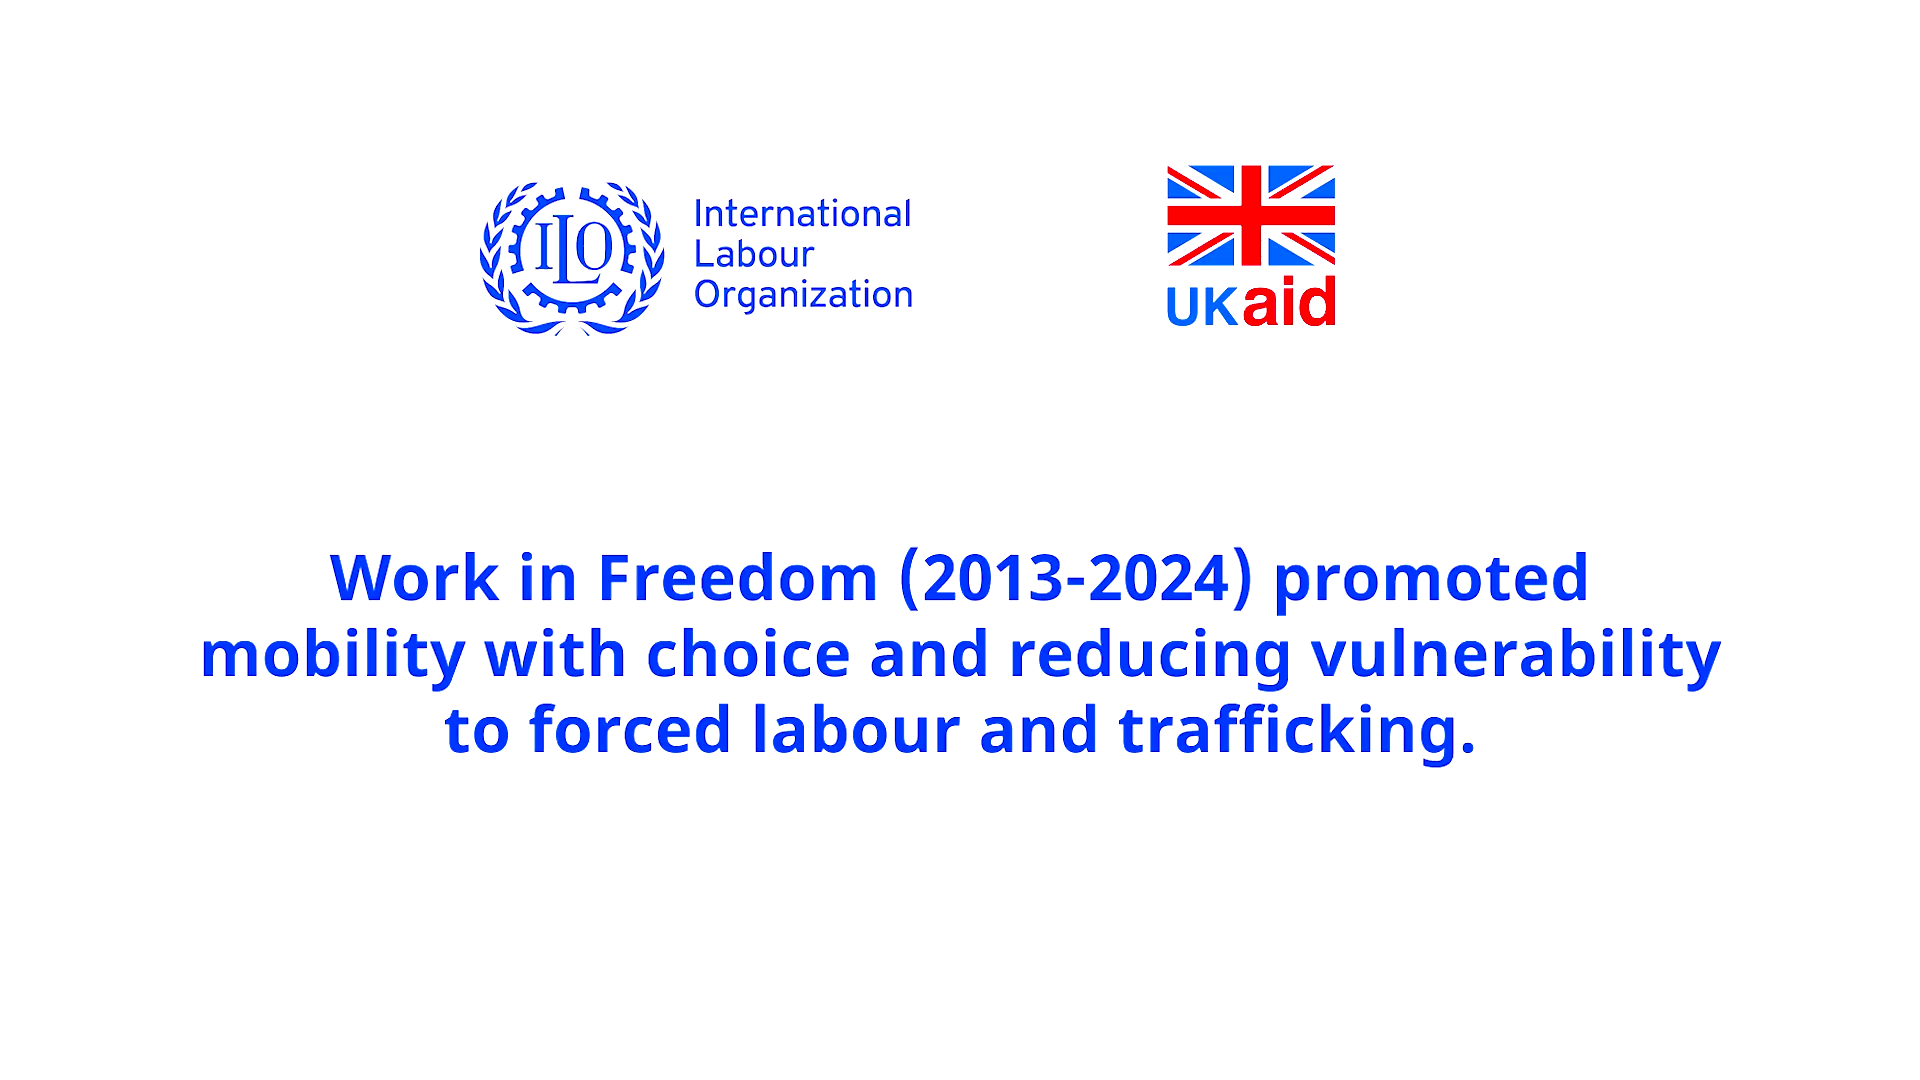 ILO
International
Labour
Organization
UKaid
Work in Freedom (2013-2024) promoted
mobility with choice and reducing vulnerability
to forced labour and trafficking.